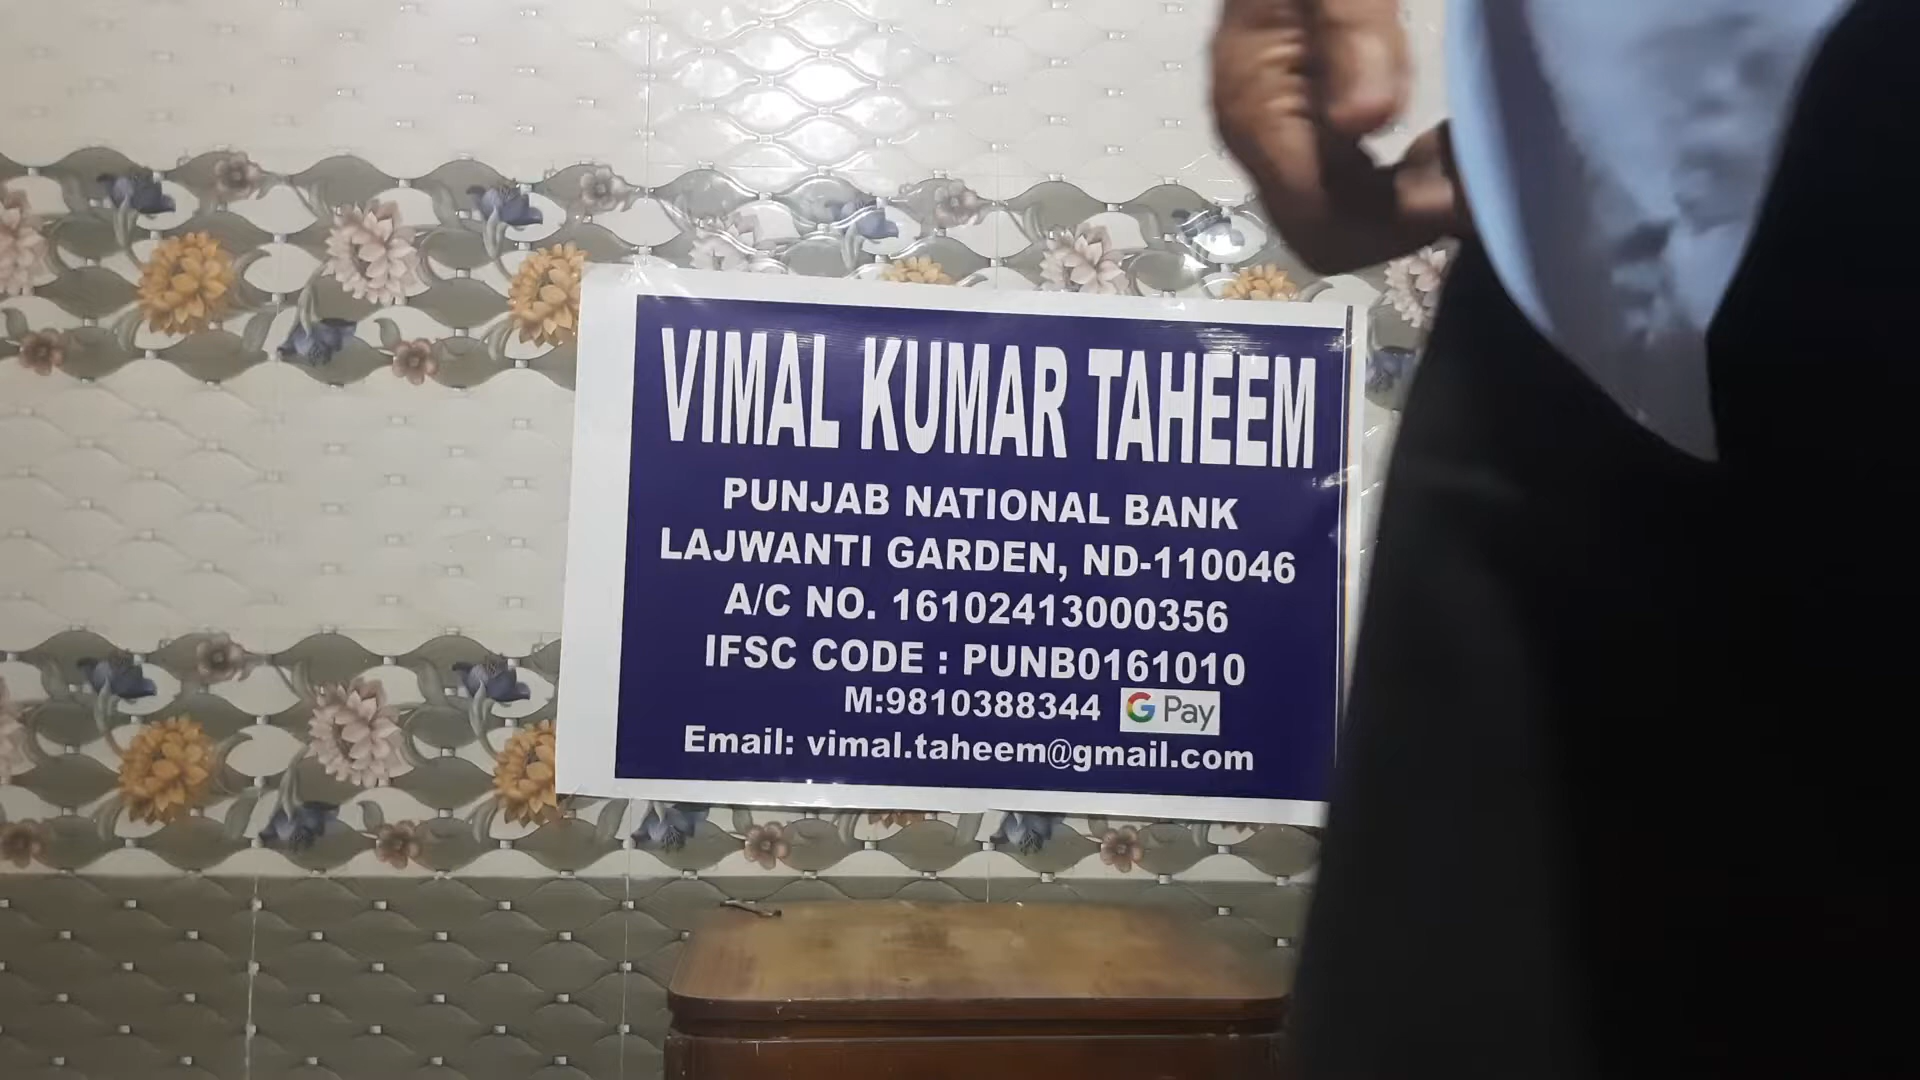 VIMAL KUMAR TAHEEM
PUNJAB NATIONAL BANK
LAJWANTI GARDEN, ND-110046
A/C NO. 16102413000356
IFSC CODE : PUNB0161010
M:9810388344 G Pay
Email: vimal.taheem@gmail.com